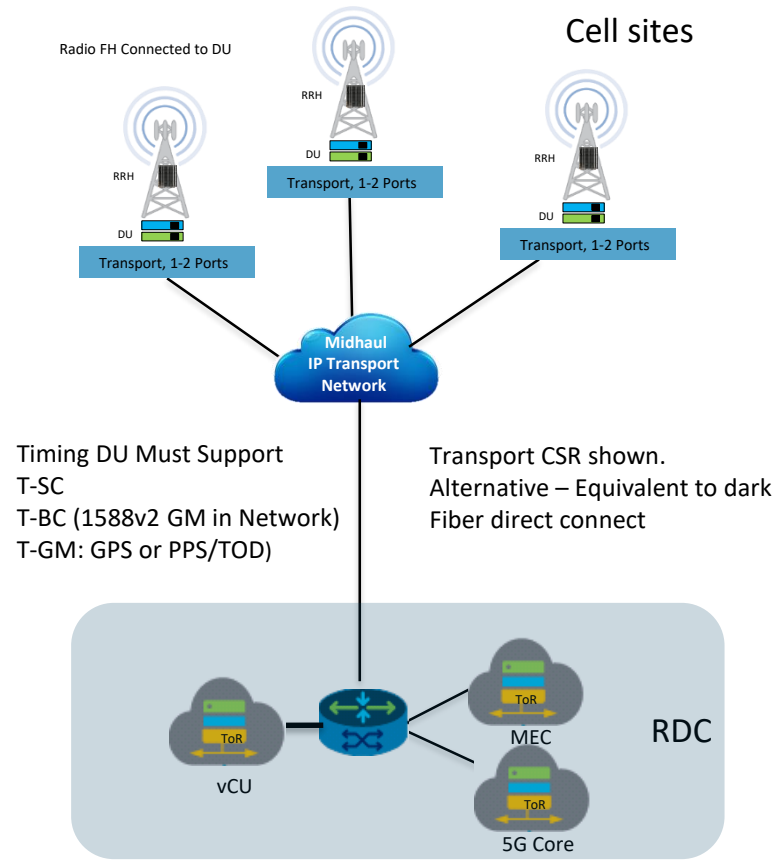 Cell sites
Radio FH Connected to DU
RRH
DU
Transport, 1-2 Ports
RRH
DU
Transport, 1-2 Ports
RRH
DU
Transport, 1-2 Ports
Midhaul
IP Transport
Network
Timing DU Must Support
T-SC
T-BC (1588v2 GM in Network)
T-GM: GPS or PPS/TOD)
Transport CSR shown.
Alternative – Equivalent to dark
Fiber direct connect
ToR
vCU
ToR
MEC
RDC
ToR
5G Core